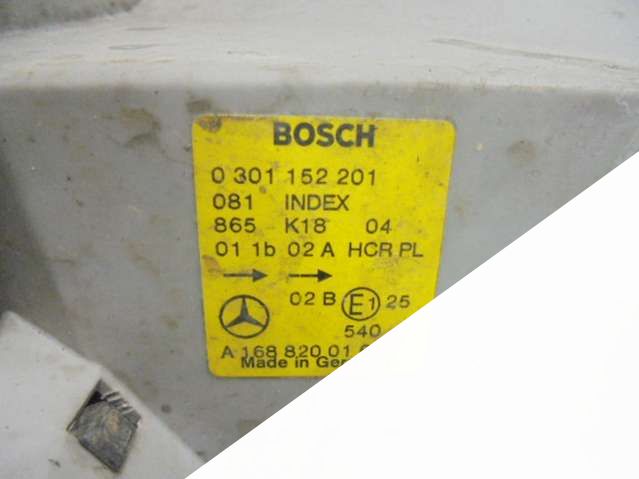 BOSCH
0 301 152 201
081 INDEX
865 K18 04
01 1b 02 A HCR PL
02 B E1 25
540
A 168 820 01
Made in